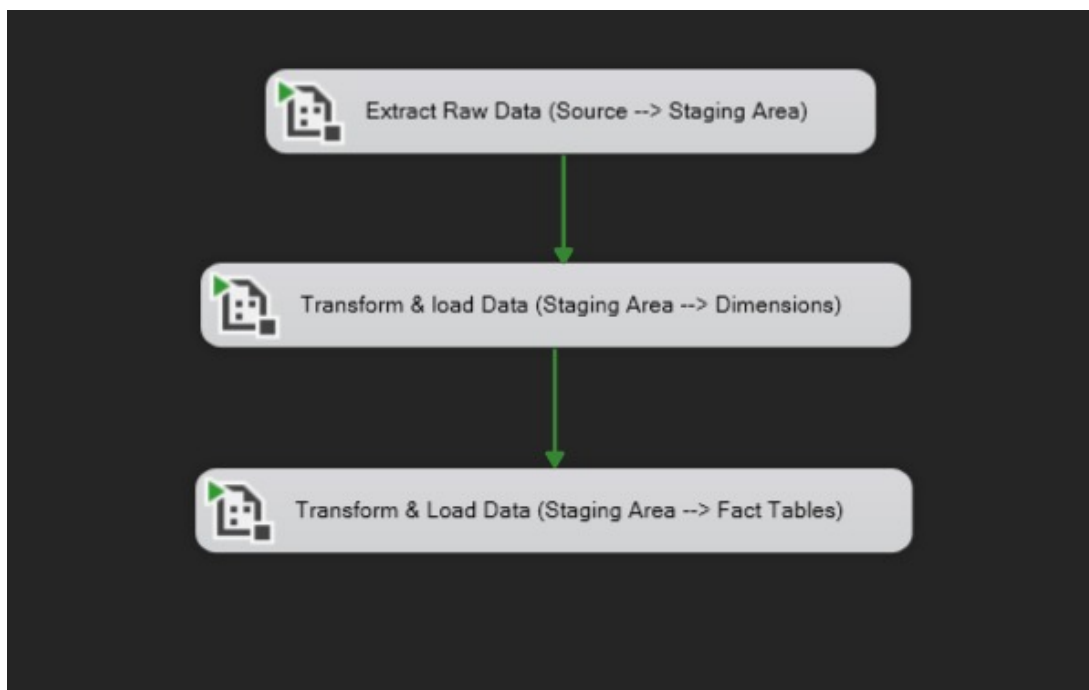 Extract Raw Data (Source --> Staging Area)
Transform & load Data (Staging Area --> Dimensions)
Transform & Load Data (Staging Area --> Fact Tables)